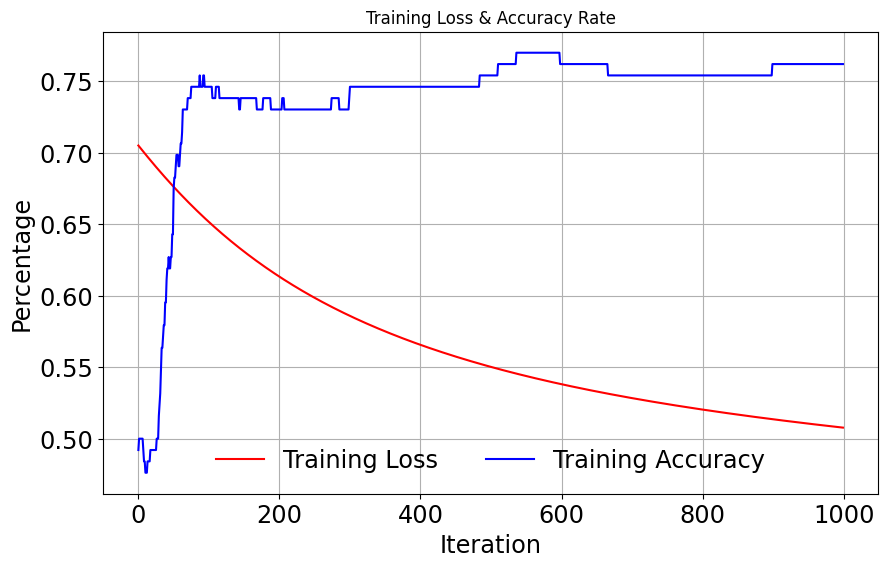 Training Loss & Accuracy Rate
Percentage
0.75
0.70
0.65
0.60
0.55
0.50
Training Loss
Training Accuracy
0
200
400
600
800
1000
Iteration